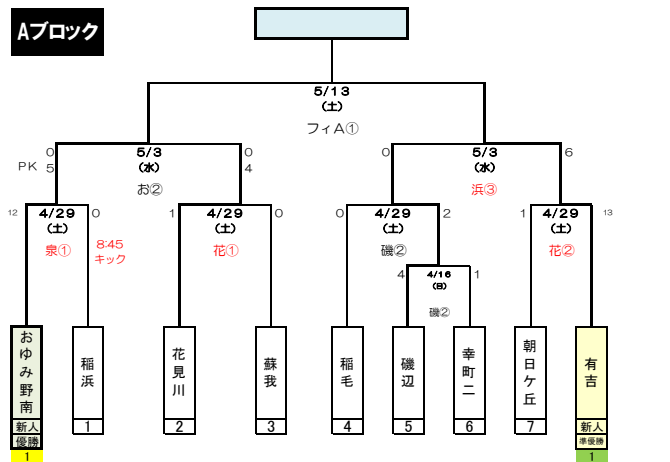 Aブロック
5/13
(土)
フィA①
0 5/3 0 0 5/3 6
PK 5 (水) 4 (水)
お② 浜③
12 4/29 0 1 4/29 0 0 4/29 2 1 4/29 13
(土) (土) (土) (土)
泉① 8:45 花① 磯② 花②
キック
4 4/16 1
(日)
磯②
おゆみ野南 稲浜 花見川 蘇我 稲毛 磯辺 幸町二 朝日ケ丘 有吉
新人 1 2 3 4 5 6 7 新人
優勝 準優勝
1 1